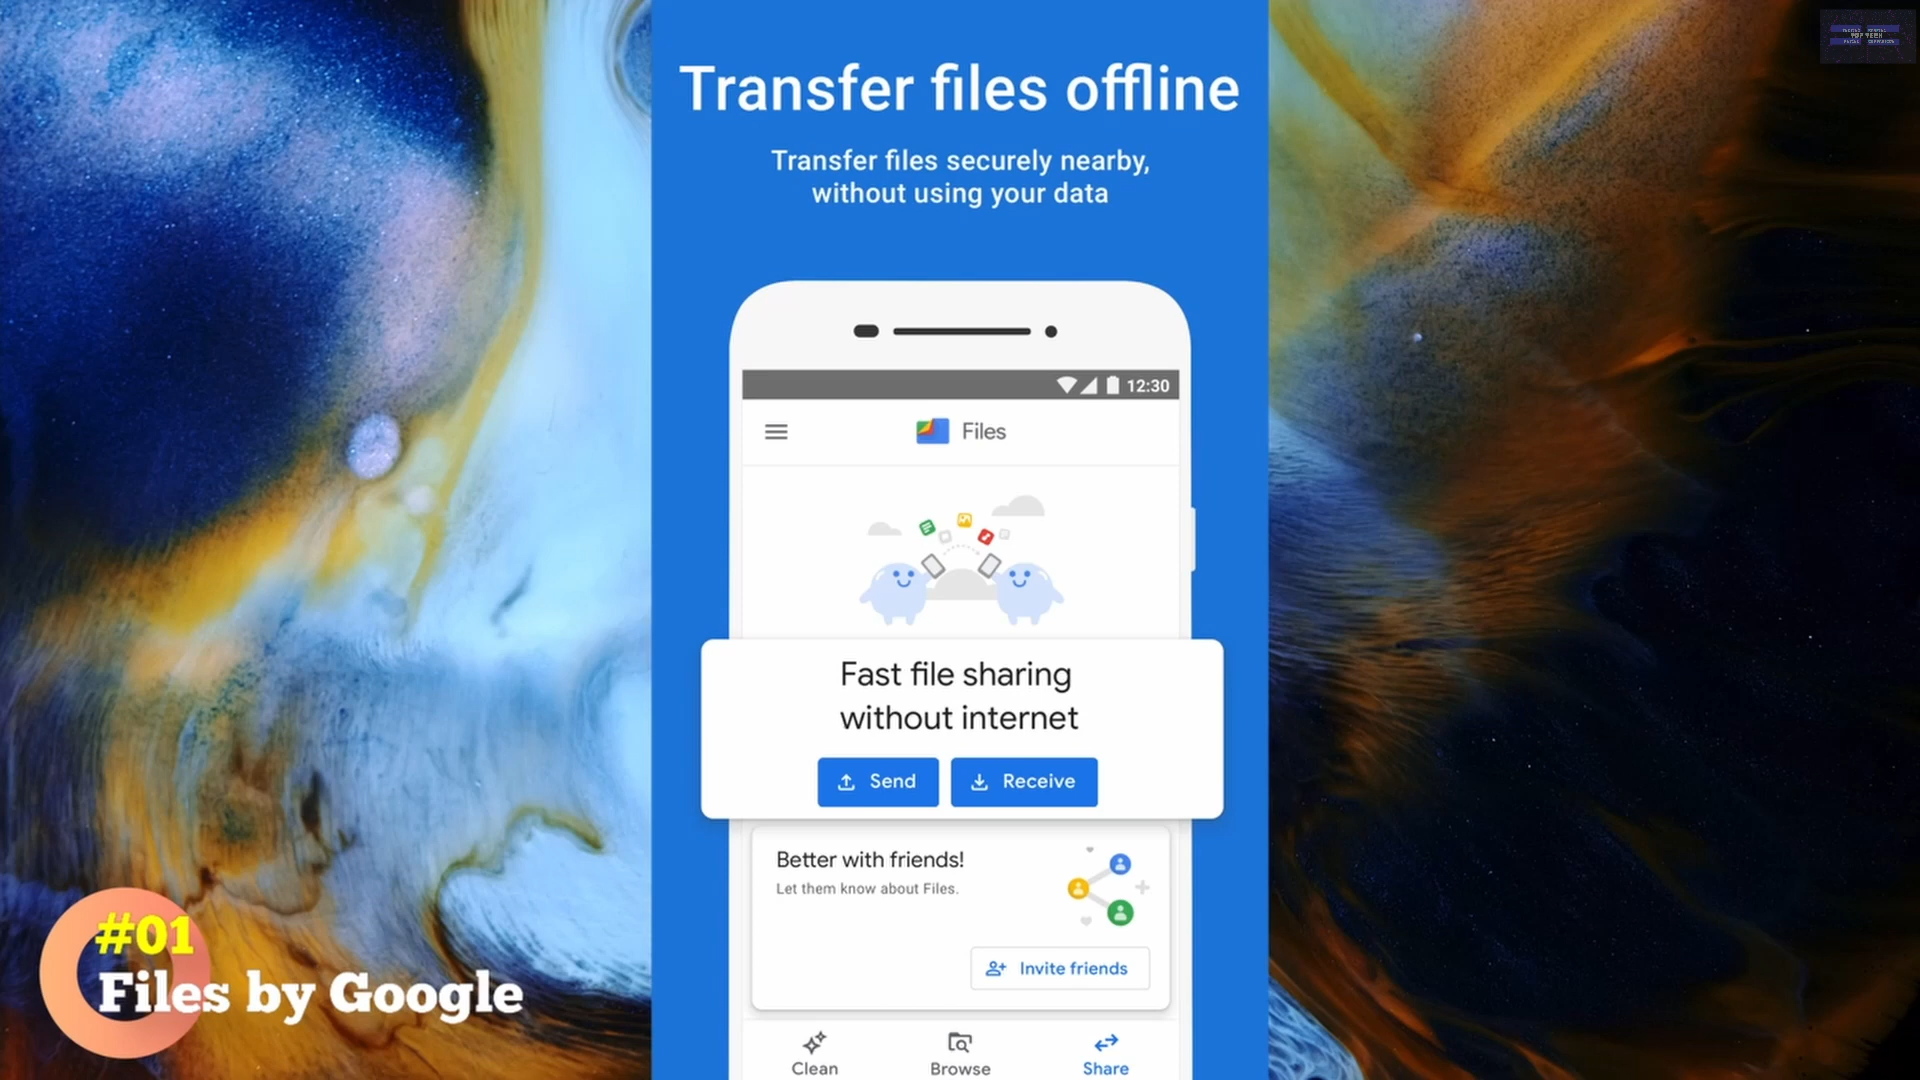 Transfer files offline
Transfer files securely nearby,
without using your data
12:30
Files
Fast file sharing
without internet
Send
Receive
Better with friends!
Let them know about Files.
Invite friends
Clean
Browse
Share
#01
Files by Google